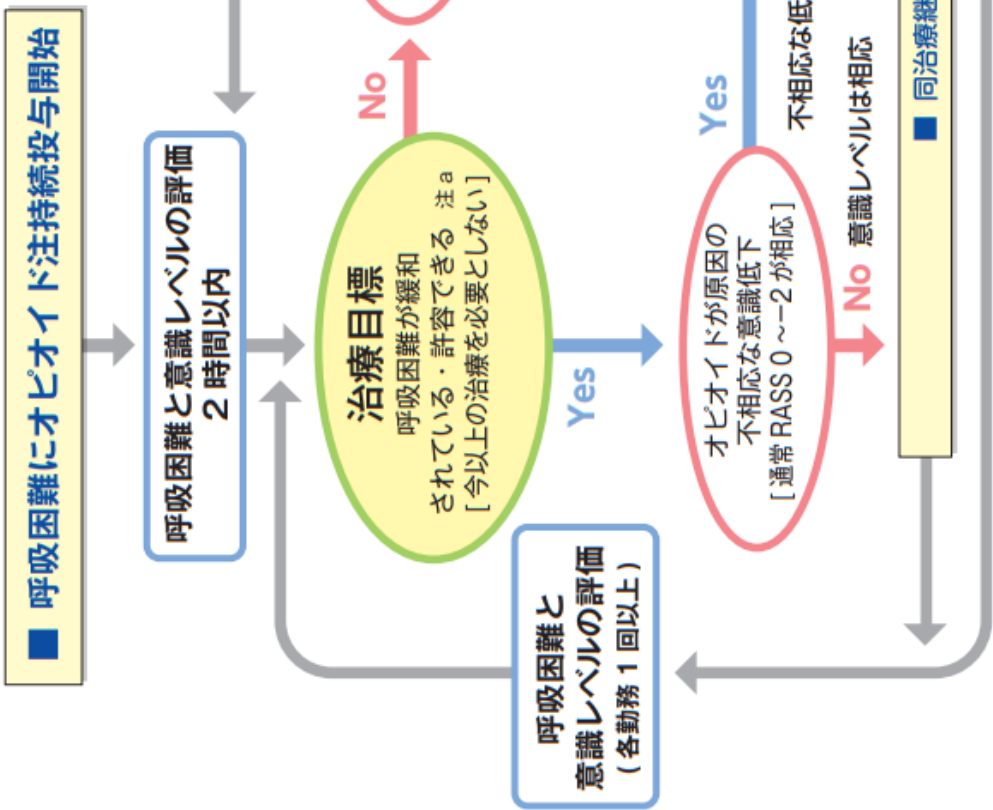 ■ 呼吸困難にオピオイド注持続投与開始
呼吸困難と意識レベルの評価
2時間以内
No
治療目標
呼吸困難が緩和
されている・許容できる 注a
[今以上の治療を必要としない]
Yes
呼吸困難と
意識レベルの評価
(各勤務1回以上)
オピオイドが原因の
不相応な意識低下
[通常 RASS 0 ~-2 が相応]
Yes
不相応な低
No 意識レベルは相応
■ 同治療継